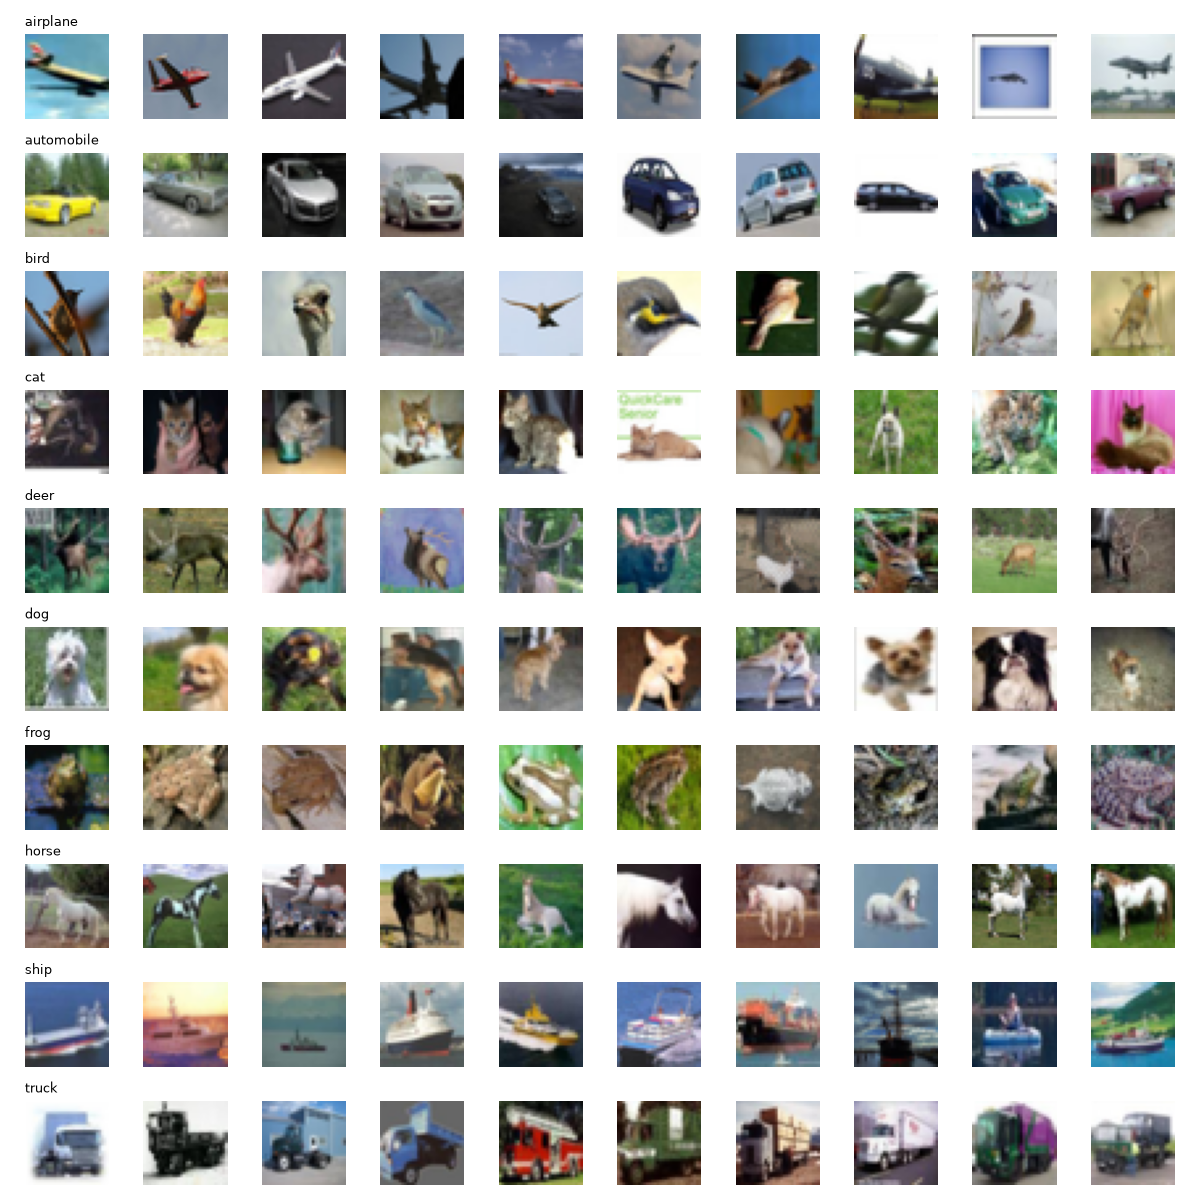 airplane
automobile
bird
cat
QuickCare
Senior
deer
dog
frog
horse
ship
truck